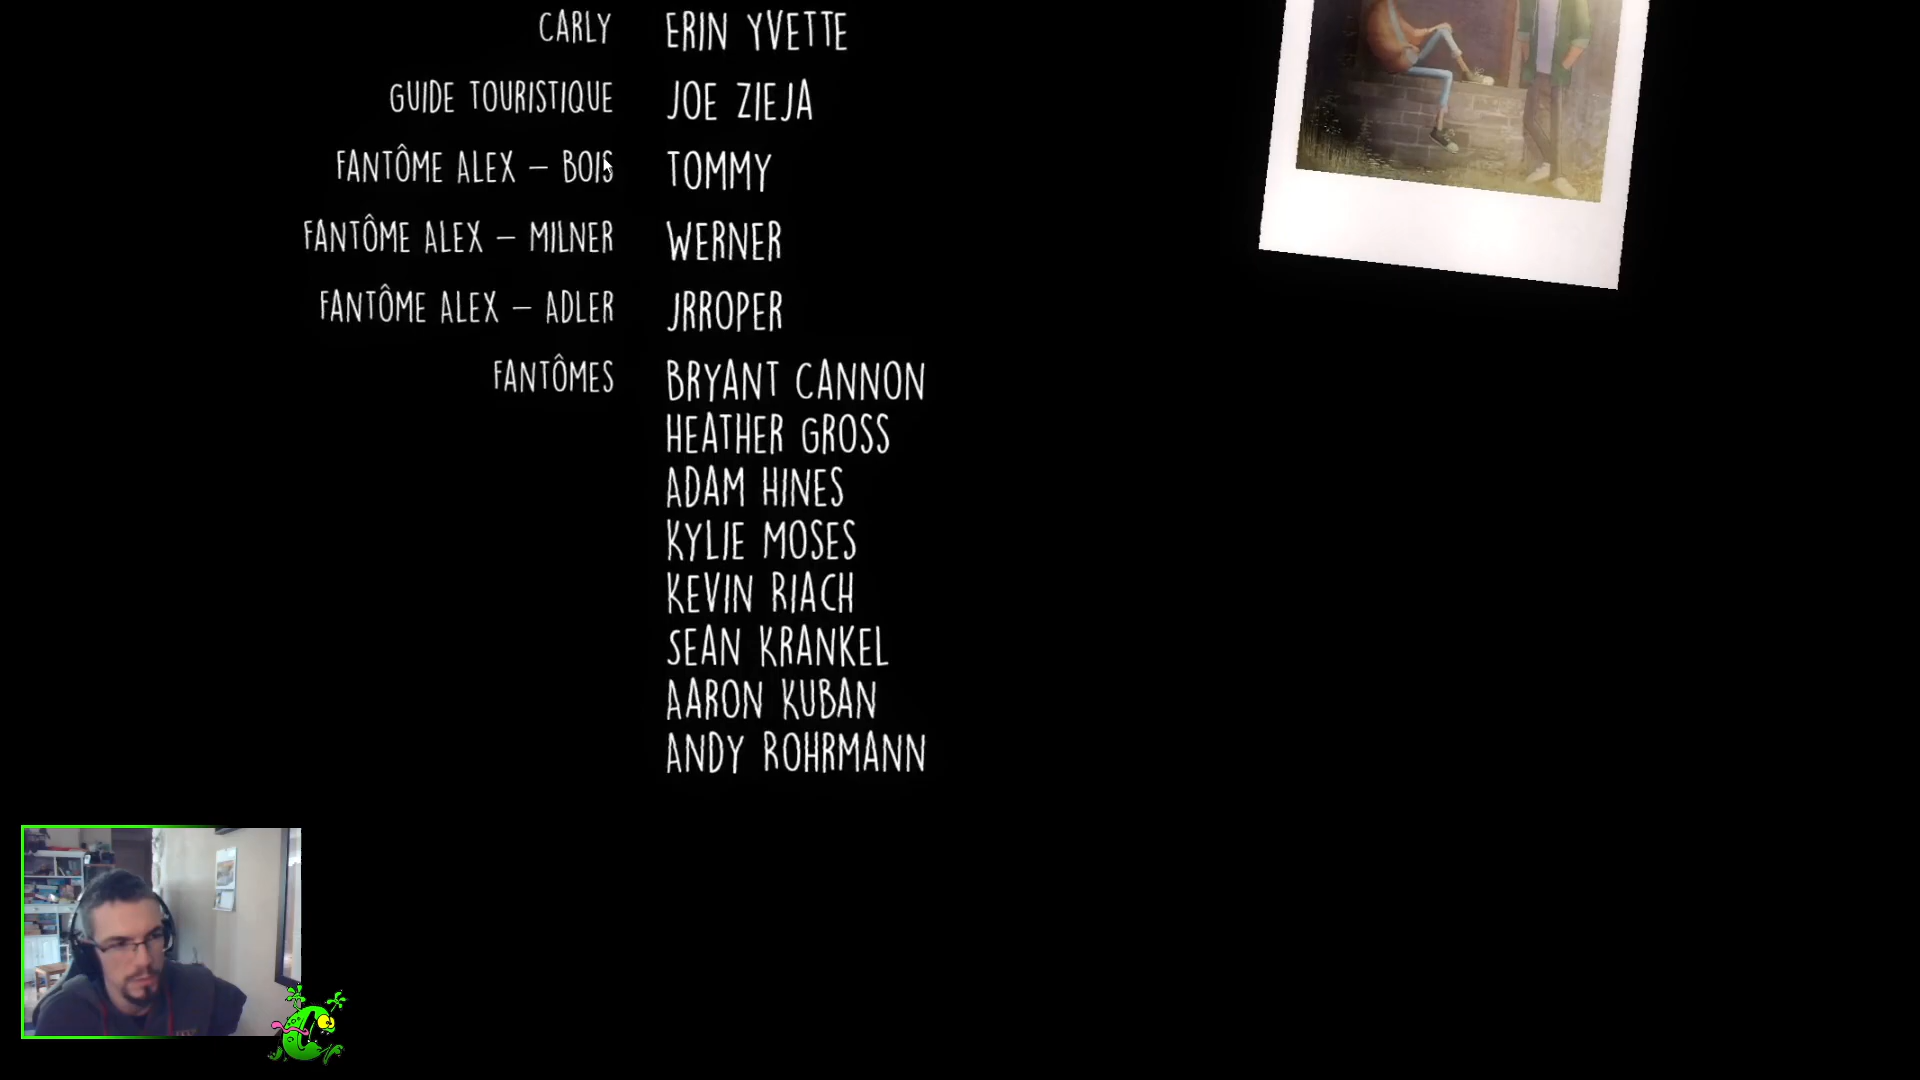 CARLY ERIN YVETTE
GUIDE TOURISTIQUE JOE ZIEJA
FANTÔME ALEX – BOIS TOMMY
FANTÔME ALEX – MILNER WERNER
FANTÔME ALEX – ADLER JRROPER
FANTÔMES BRYANT CANNON
HEATHER GROSS
ADAM HINES
KYLIE MOSES
KEVIN RIACH
SEAN KRANKEL
AARON KUBAN
ANDY ROHRMANN